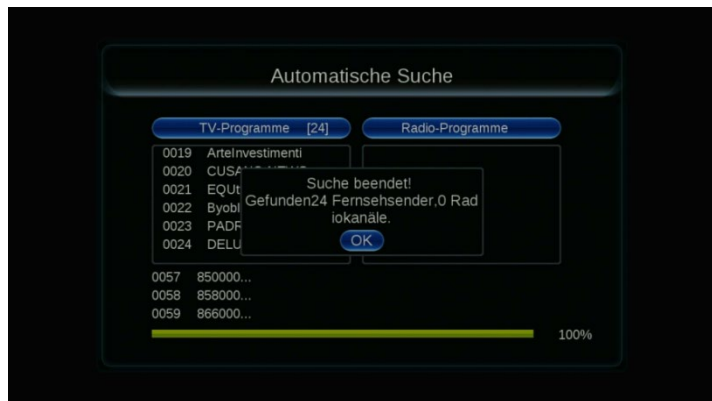 Automatische Suche
TV-Programme [24] Radio-Programme
0019 ArteInvestimenti
0020
0021
0022
0023
0024
Suche beendet!
Gefunden24 Fernsehsender,0 Rad
iokanäle.
OK
0057 850000...
0058 858000...
0059 866000...
100%